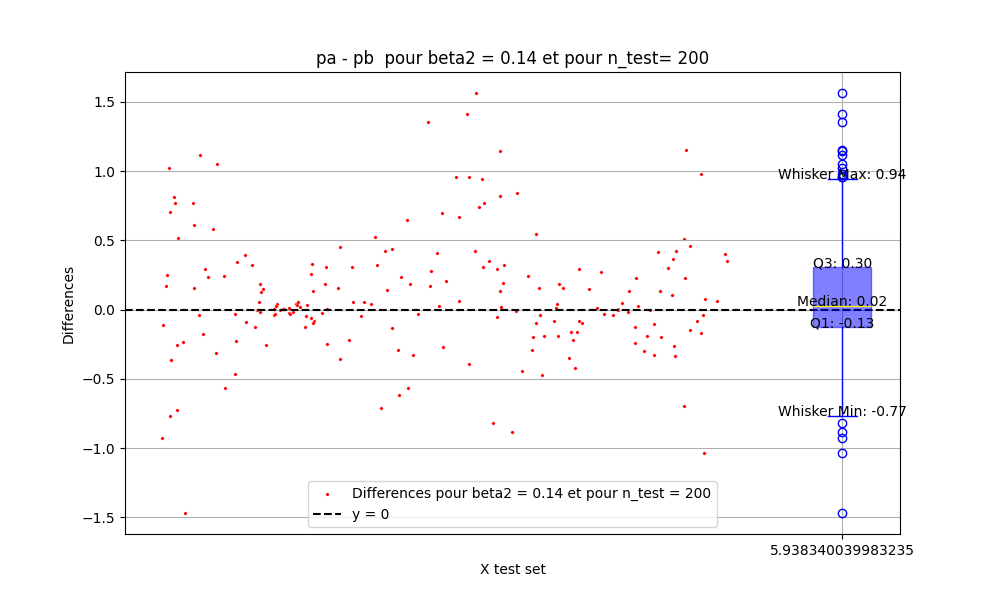 pa - pb  pour beta2 = 0.14 et pour n_test= 200
Differences
1.5
1.0
0.5
0.0
−0.5
−1.0
−1.5
Whisker Max: 0.94
Q3: 0.30
Median: 0.02
Q1: -0.13
Whisker Min: -0.77
Differences pour beta2 = 0.14 et pour n_test = 200
y = 0
5.938340039983235
X test set